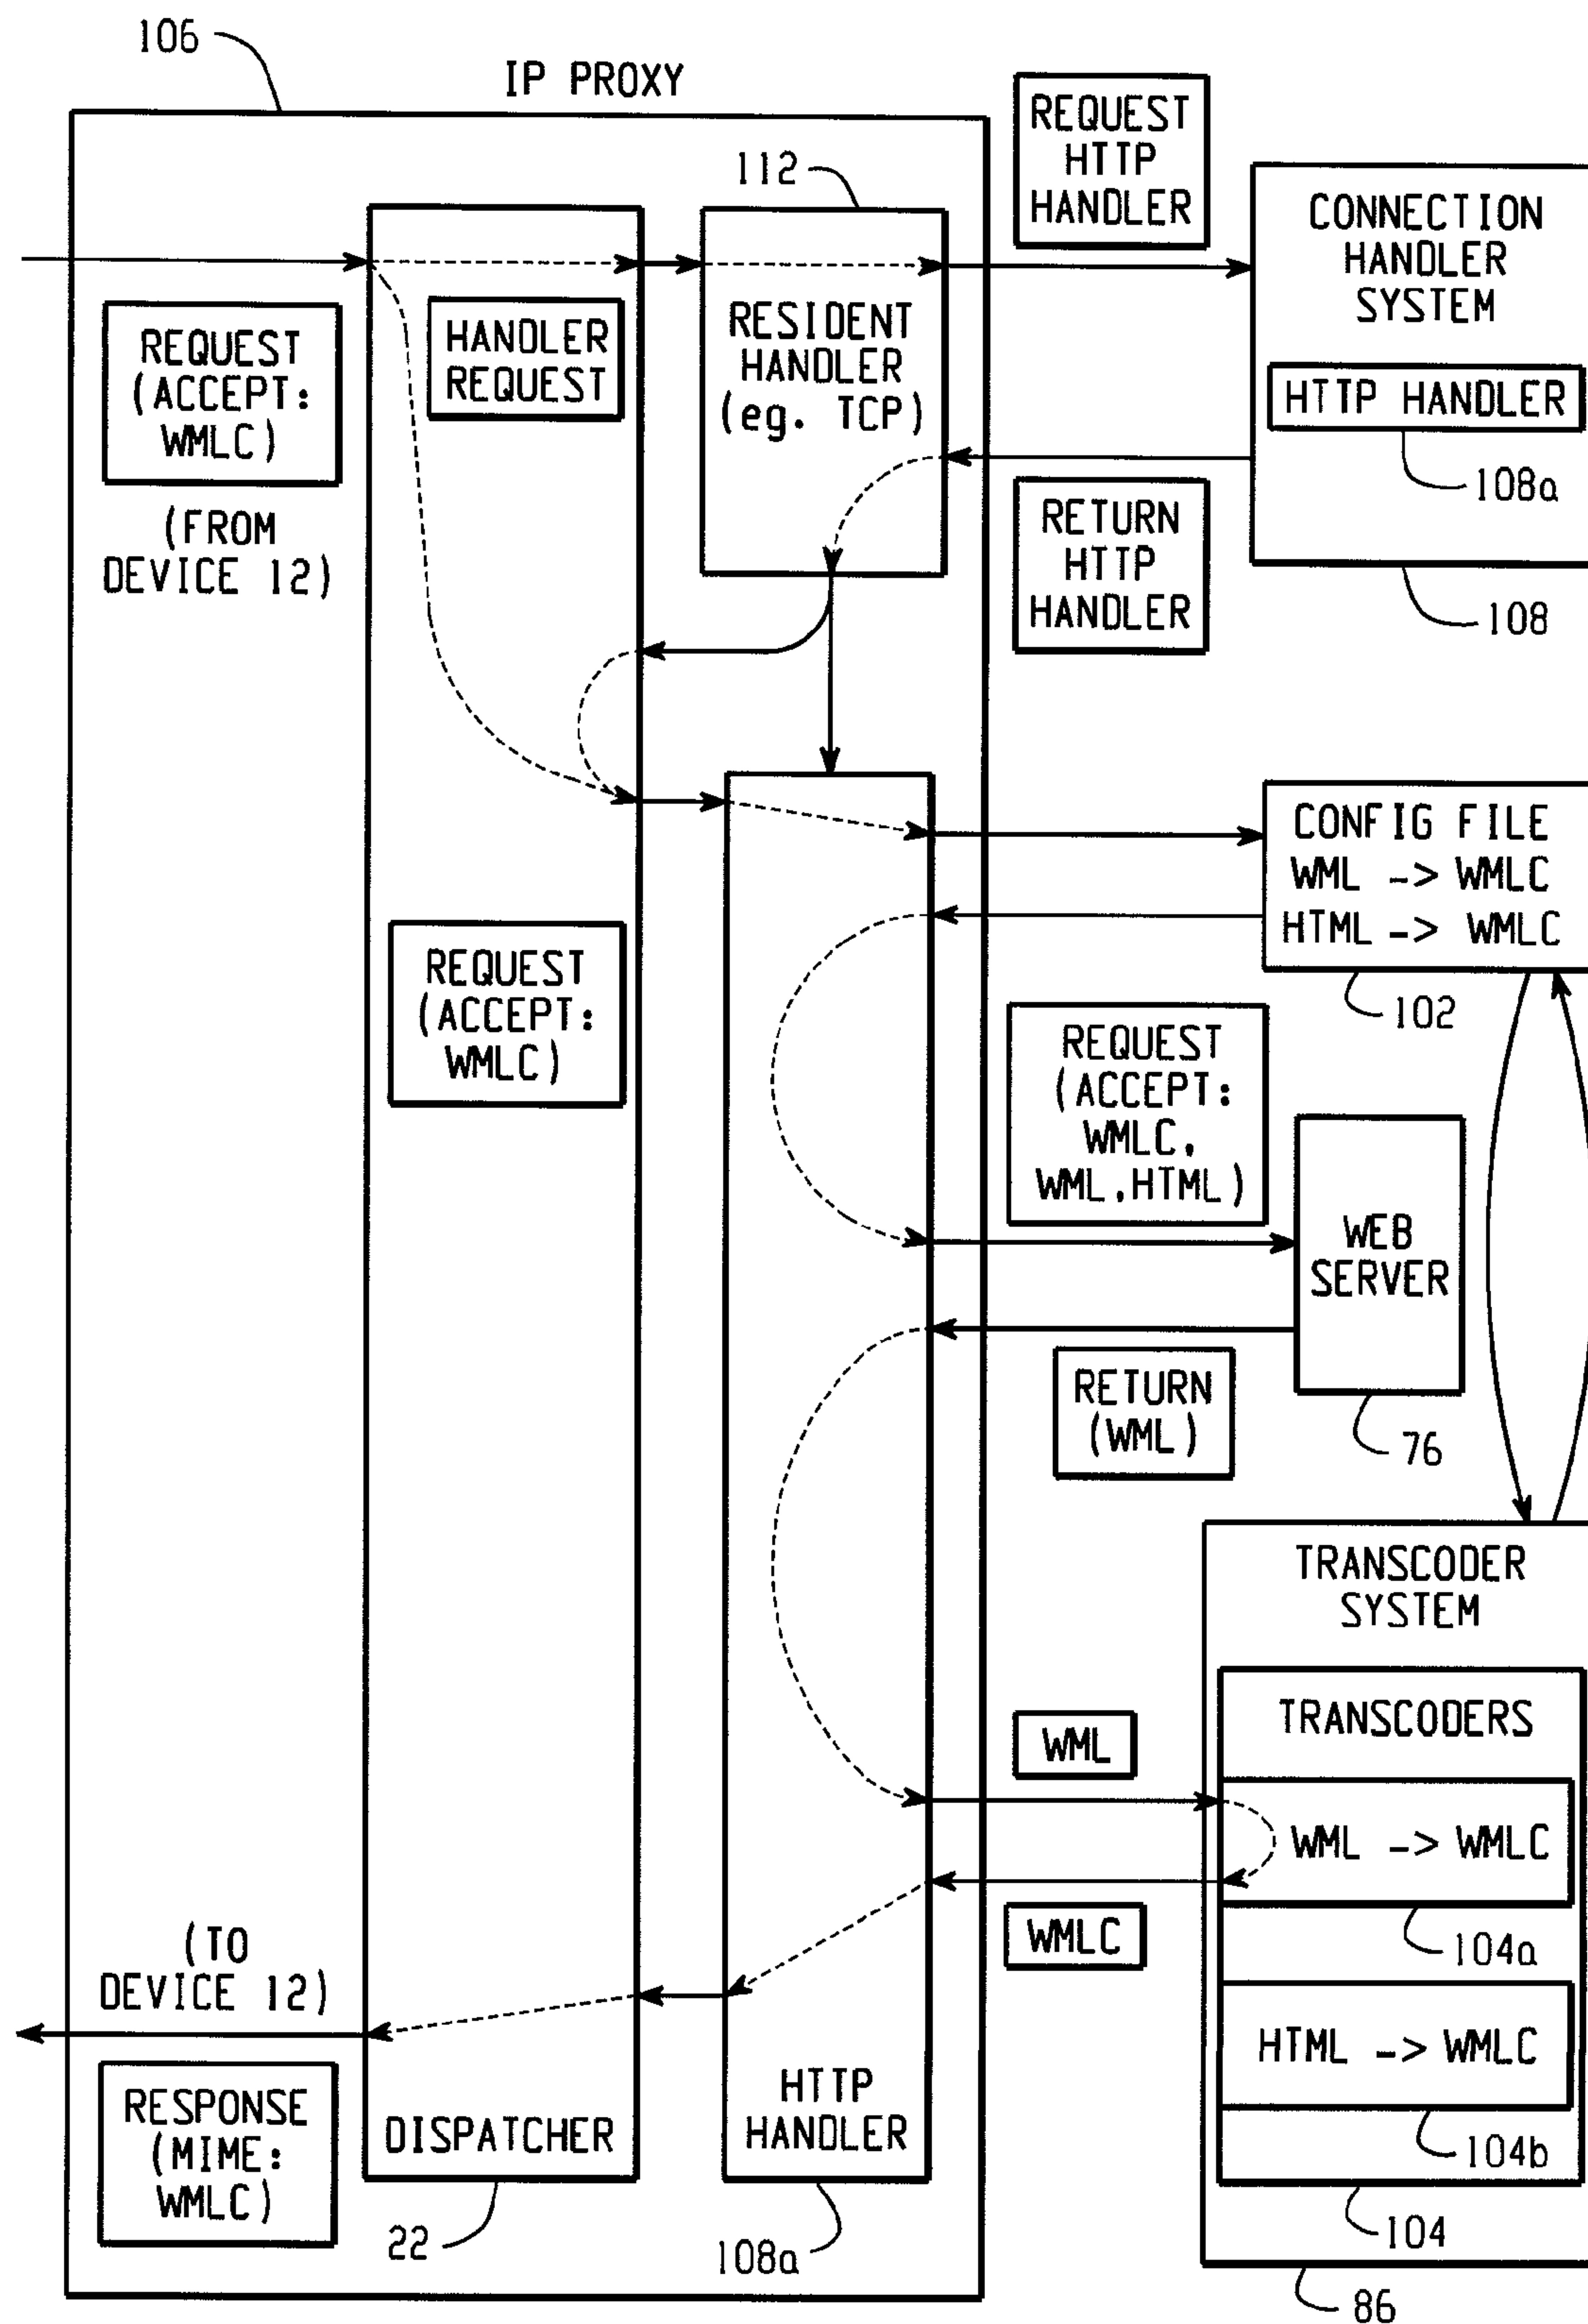 106
IP PROXY
REQUEST
HTTP
HANDLER
112
CONNECTION
HANDLER
SYSTEM
HTTP HANDLER
108a
108
REQUEST
(ACCEPT:
WMLC)
(FROM
DEVICE 12)
HANDLER
REQUEST
RESIDENT
HANDLER
(eg. TCP)
RETURN
HTTP
HANDLER
CONFIG FILE
WML -> WMLC
HTML -> WMLC
102
REQUEST
(ACCEPT:
WMLC)
REQUEST
(ACCEPT:
WMLC,
WML,HTML)
WEB
SERVER
76
RETURN
(WML)
TRANSCODER
SYSTEM
TRANSCODERS
WML
WML -> WMLC
104a
WMLC
HTML -> WMLC
104b
104
86
(TO
DEVICE 12)
RESPONSE
(MIME:
WMLC)
DISPATCHER
22
HTTP
HANDLER
108a